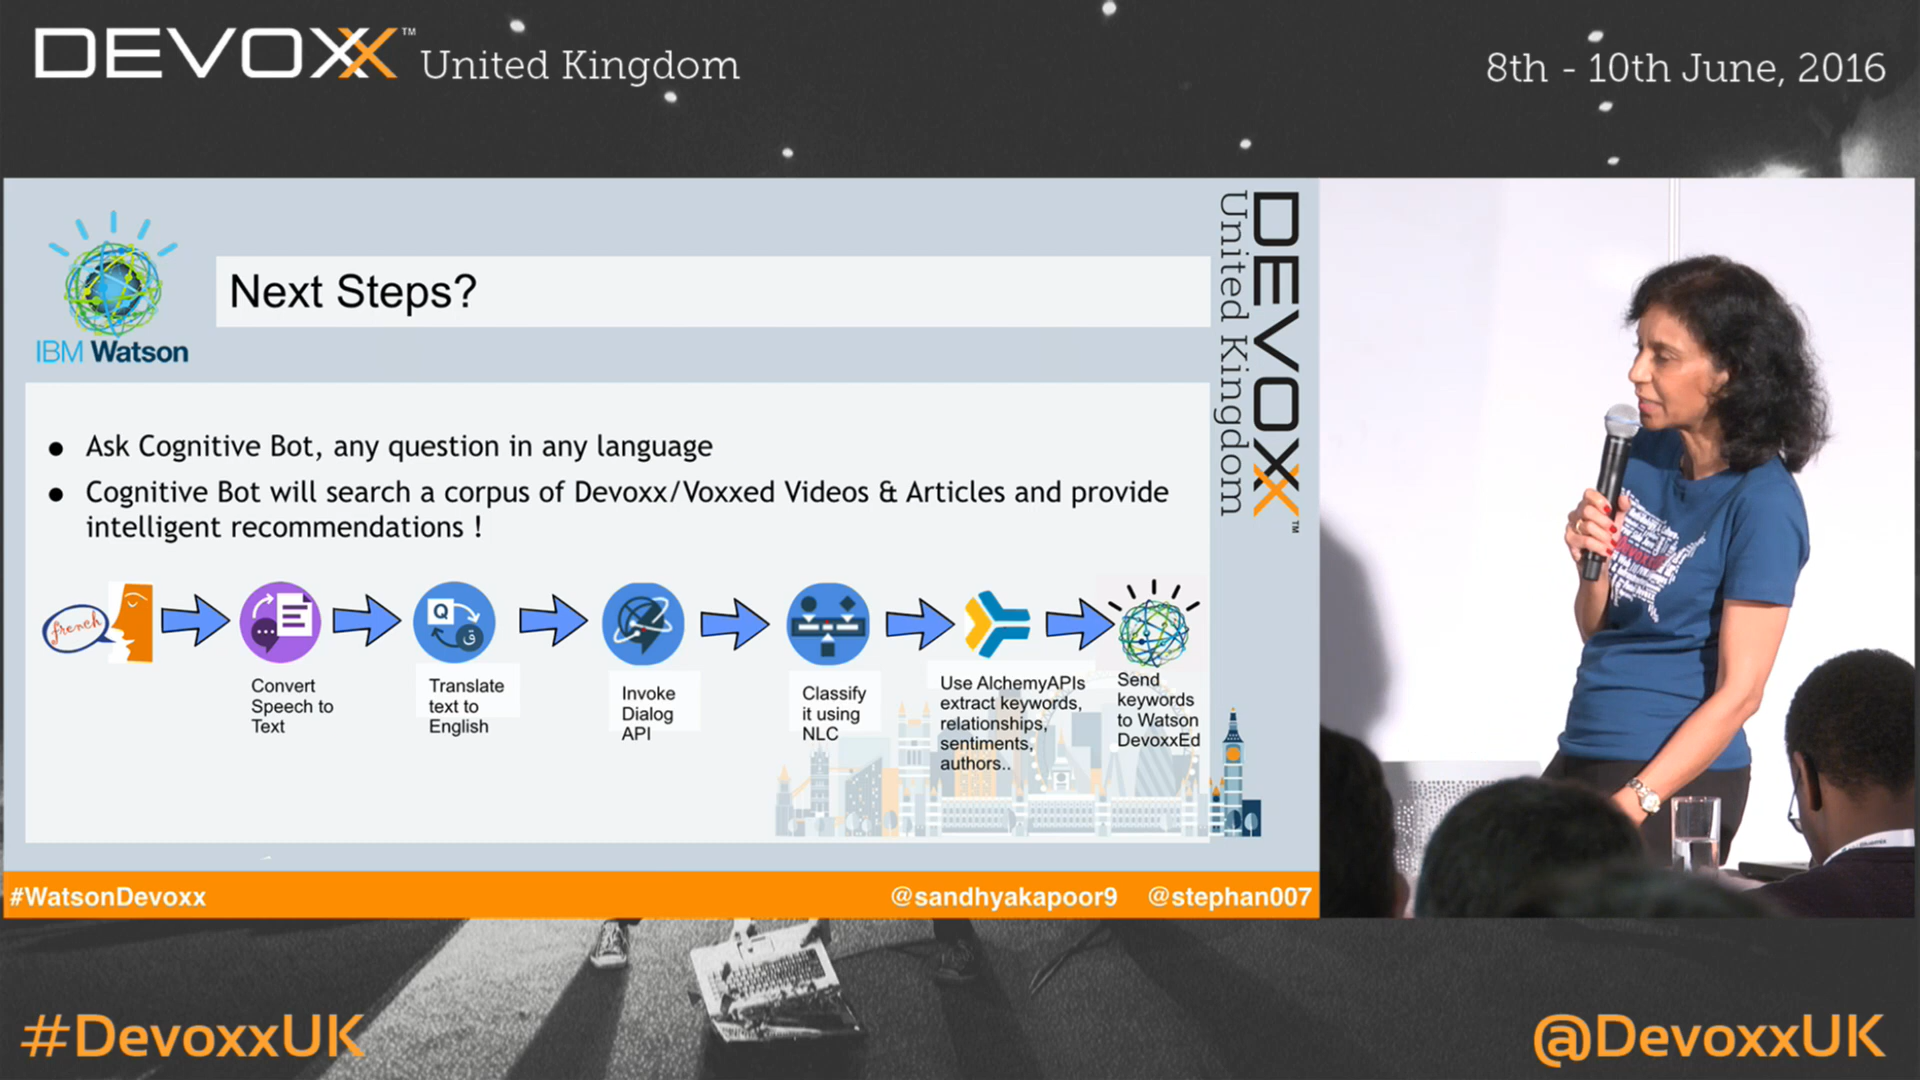 DEVOXX™ United Kingdom
8th - 10th June, 2016
IBM Watson
Next Steps?
DEVOXX™
United Kingdom
● Ask Cognitive Bot, any question in any language
● Cognitive Bot will search a corpus of Devoxx/Voxxed Videos & Articles and provide
intelligent recommendations !
french
Convert
Speech to
Text
Q
Translate
text to
English
Invoke
Dialog
API
Classify
it using
NLC
Use AlchemyAPIs
extract keywords,
relationships,
sentiments,
authors..
Send
keywords
to Watson
DevoxxEd
#WatsonDevoxx
@sandhyakapoor9 @stephan007
#DevoxxUK
@DevoxxUK